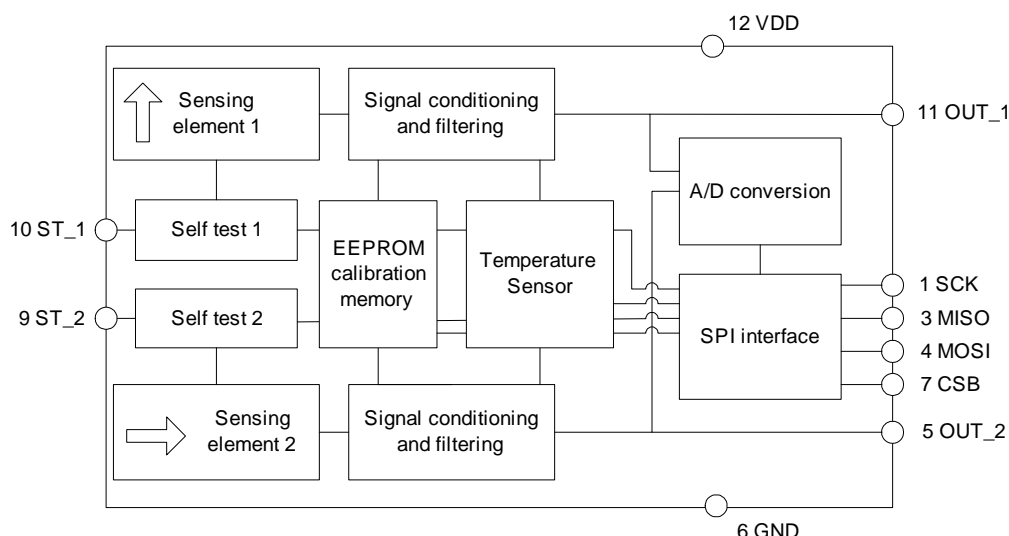 12 VDD
Sensing
element 1
Signal conditioning
and filtering
11 OUT_1
A/D conversion
10 ST_1
Self test 1
EEPROM
calibration
memory
Temperature
Sensor
1 SCK
9 ST_2
Self test 2
SPI interface
3 MISO
4 MOSI
7 CSB
Sensing
element 2
Signal conditioning
and filtering
5 OUT_2
6 GND